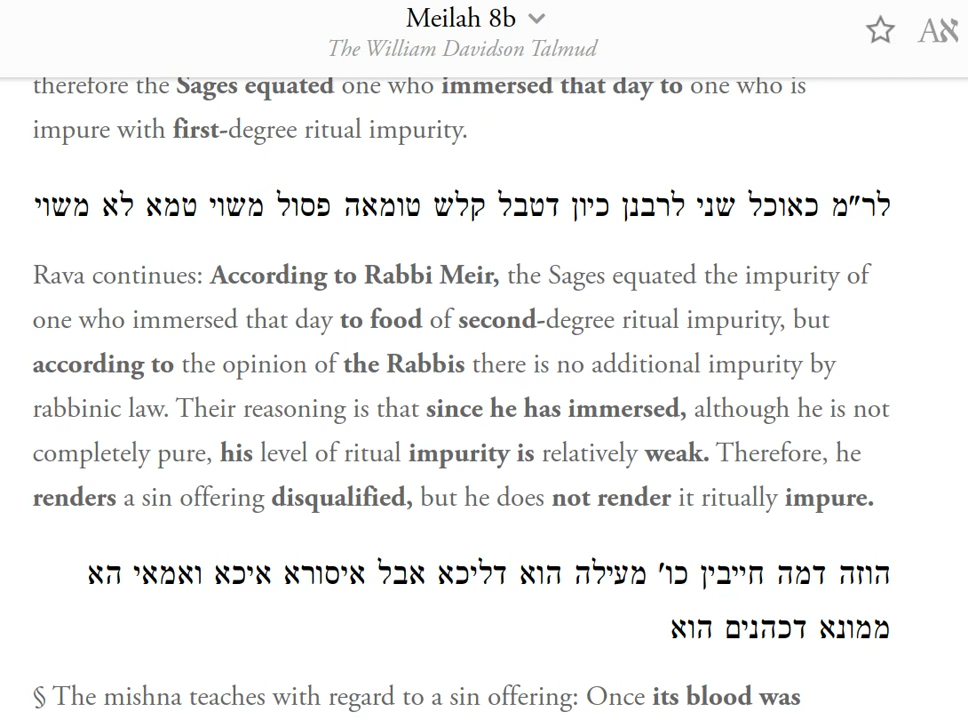 Meilah 8b
The William Davidson Talmud
Aא
therefore the Sages equated one who immersed that day to one who is
impure with first-degree ritual impurity.
לר"מ כאוכל שני לרבנן כיון דטבל קלש טומאה פסול משוי טמא לא משוי
Rava continues: According to Rabbi Meir, the Sages equated the impurity of
one who immersed that day to food of second-degree ritual impurity, but
according to the opinion of the Rabbis there is no additional impurity by
rabbinic law. Their reasoning is that since he has immersed, although he is not
completely pure, his level of ritual impurity is relatively weak. Therefore, he
renders a sin offering disqualified, but he does not render it ritually impure.
הוזה דמה חייבין כו' מעילה הוא דליכא אבל איסורא איכא ואמאי הא
ממונא דכהנים הוא
§ The mishna teaches with regard to a sin offering: Once its blood was